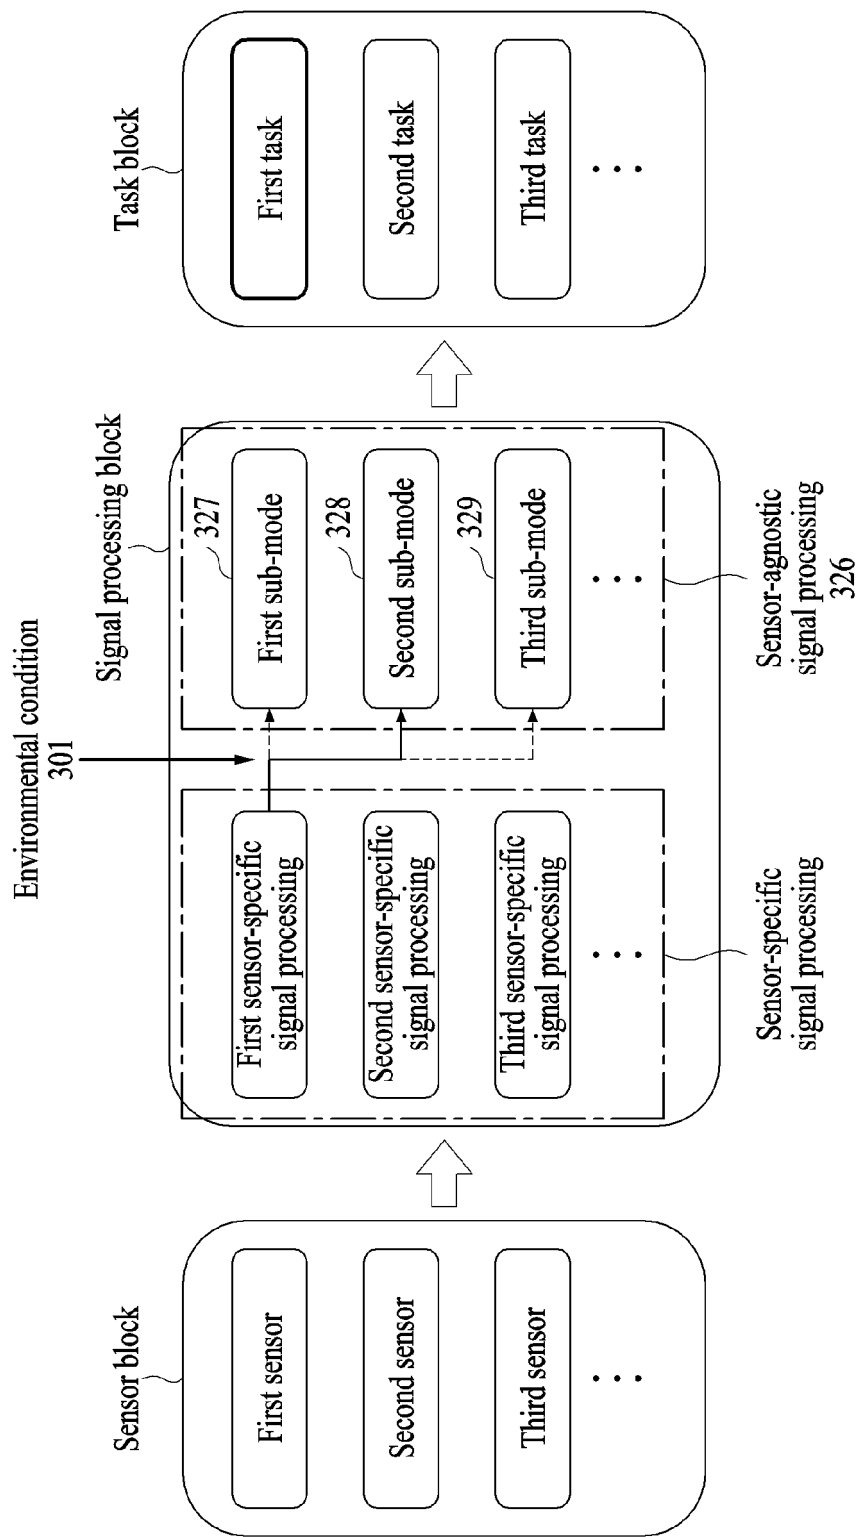 Environmental condition
301
Sensor block
First sensor
Second sensor
Third sensor
Signal processing block
First sensor-specific
signal processing
Second sensor-specific
signal processing
Third sensor-specific
signal processing
Sensor-specific
signal processing
327
First sub-mode
328
Second sub-mode
329
Third sub-mode
Sensor-agnostic
signal processing
326
Task block
First task
Second task
Third task